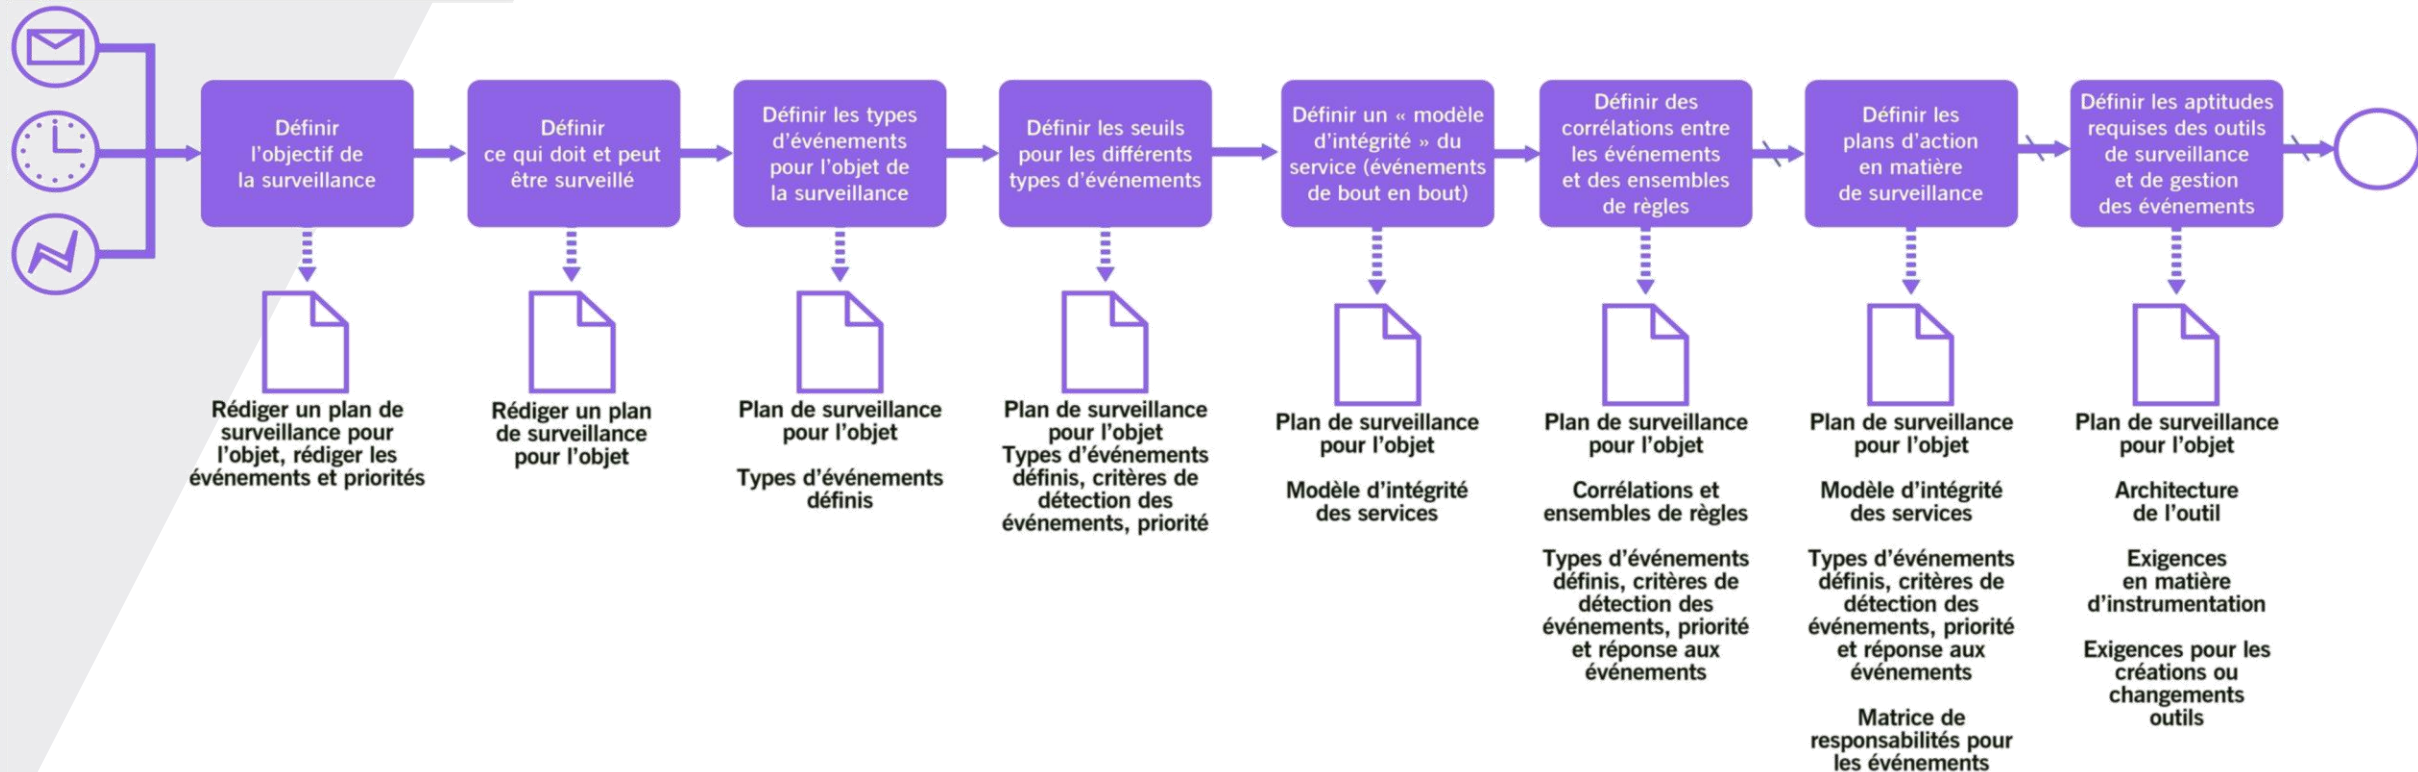 Définir
l'objectif de
la surveillance
Définir
ce qui doit et peut
être surveillé
Définir les types
d'événements
pour l'objet de
la surveillance
Définir les seuils
pour les différents
types d'événements
Définir un « modèle
d'intégrité » du
service (événements
de bout en bout)
Définir des
corrélations entre
les événements
et des ensembles
de règles
Définir les
plans d'action
en matière
de surveillance
Définir les aptitudes
requises des outils
de surveillance
et de gestion
des événements
Rédiger un plan de
surveillance pour
l'objet, rédiger les
événements et priorités
Rédiger un plan
de surveillance
pour l'objet
Plan de surveillance
pour l'objet
Types d'événements
définis
Plan de surveillance
pour l'objet
Types d'événements
définis, critères de
détection des
événements, priorité
Plan de surveillance
pour l'objet
Modèle d'intégrité
des services
Plan de surveillance
pour l'objet
Corrélations et
ensembles de règles
Types d'événements
définis, critères de
détection des
événements, priorité
et réponse aux
événements
Plan de surveillance
pour l'objet
Modèle d'intégrité
des services
Types d'événements
définis, critères de
détection des
événements, priorité
et réponse aux
événements
Matrice de
responsabilités pour
les événements
Plan de surveillance
pour l'objet
Architecture
de l'outil
Exigences
en matière
d'instrumentation
Exigences pour les
créations ou
changements
outils